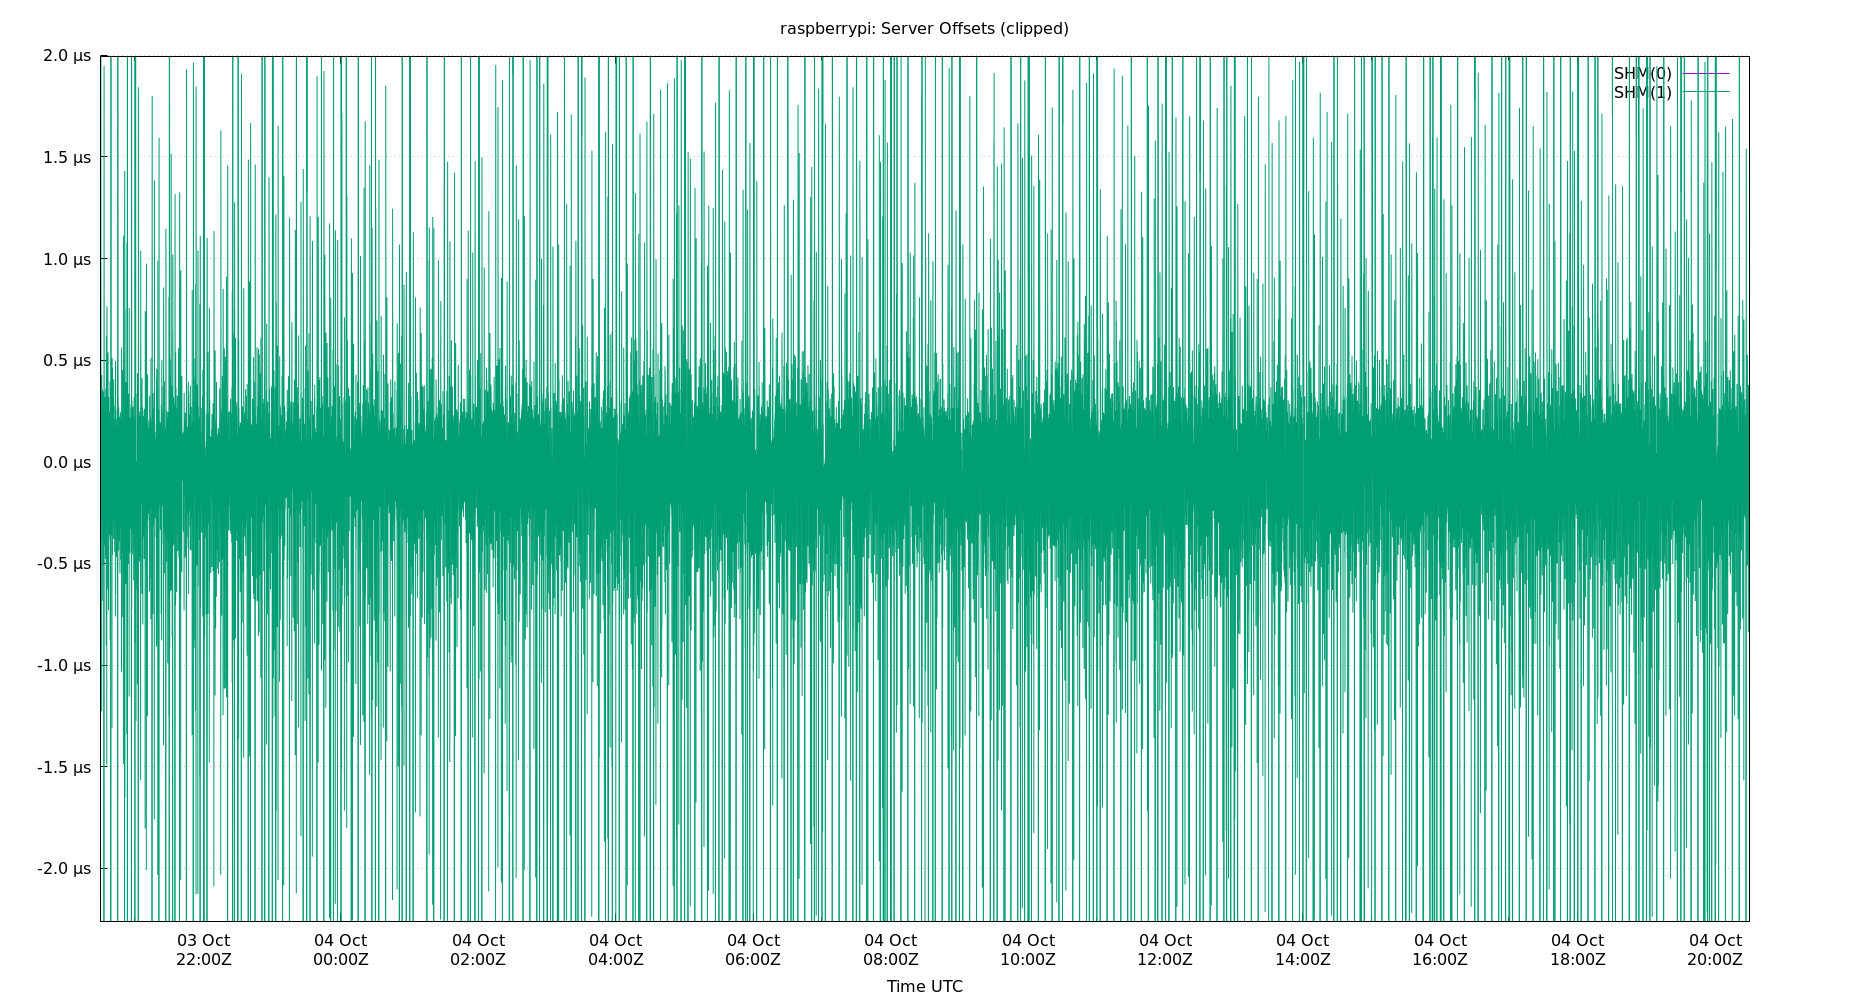 raspberrypi: Server Offsets (clipped)
2.0 µs
1.5 µs
1.0 µs
0.5 µs
0.0 µs
-0.5 µs
-1.0 µs
-1.5 µs
-2.0 µs
SHM(0)
SHM(1)
03 Oct 04 Oct 04 Oct 04 Oct 04 Oct 04 Oct 04 Oct 04 Oct 04 Oct 04 Oct 04 Oct 04 Oct
22:00Z 00:00Z 02:00Z 04:00Z 06:00Z 08:00Z 10:00Z 12:00Z 14:00Z 16:00Z 18:00Z 20:00Z
Time UTC